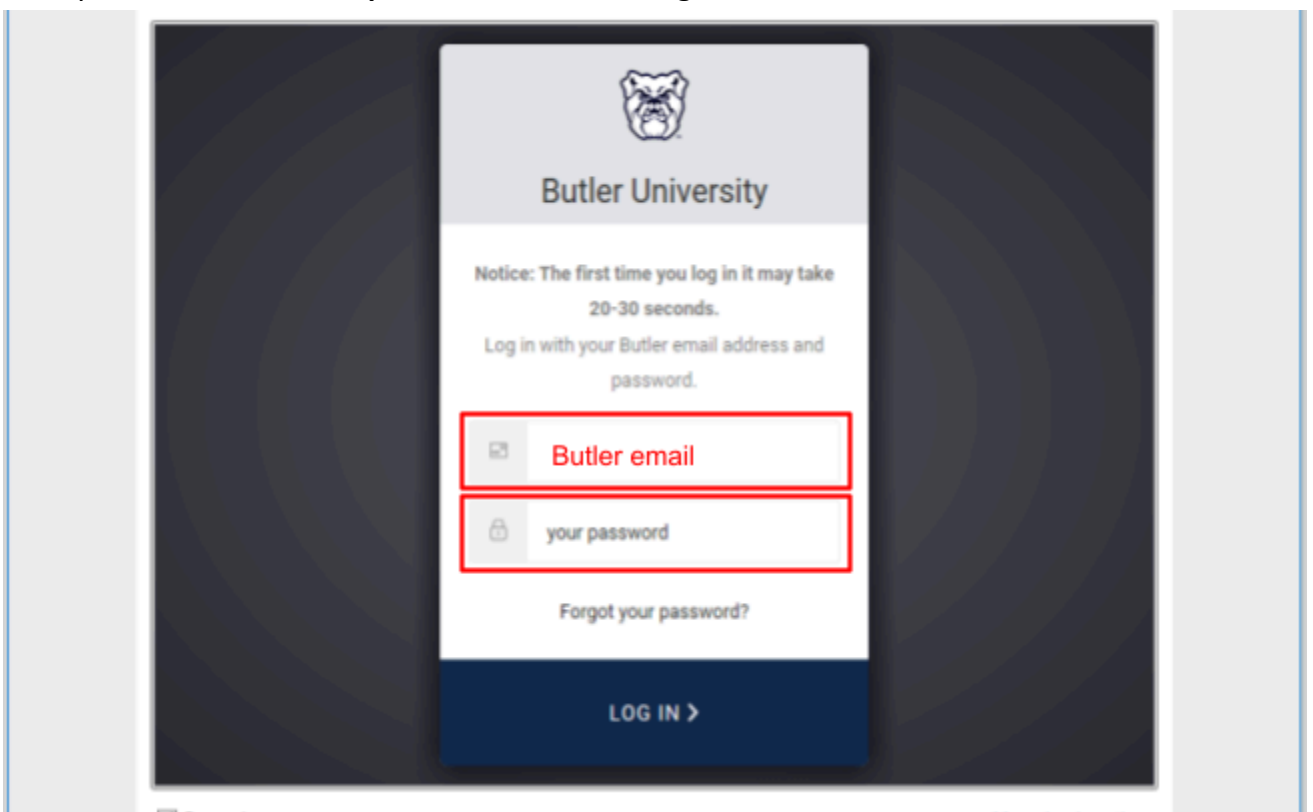 Butler University
Notice: The first time you log in it may take
20-30 seconds.
Log in with your Butler email address and
password.
Butler email
your password
Forgot your password?
LOG IN >